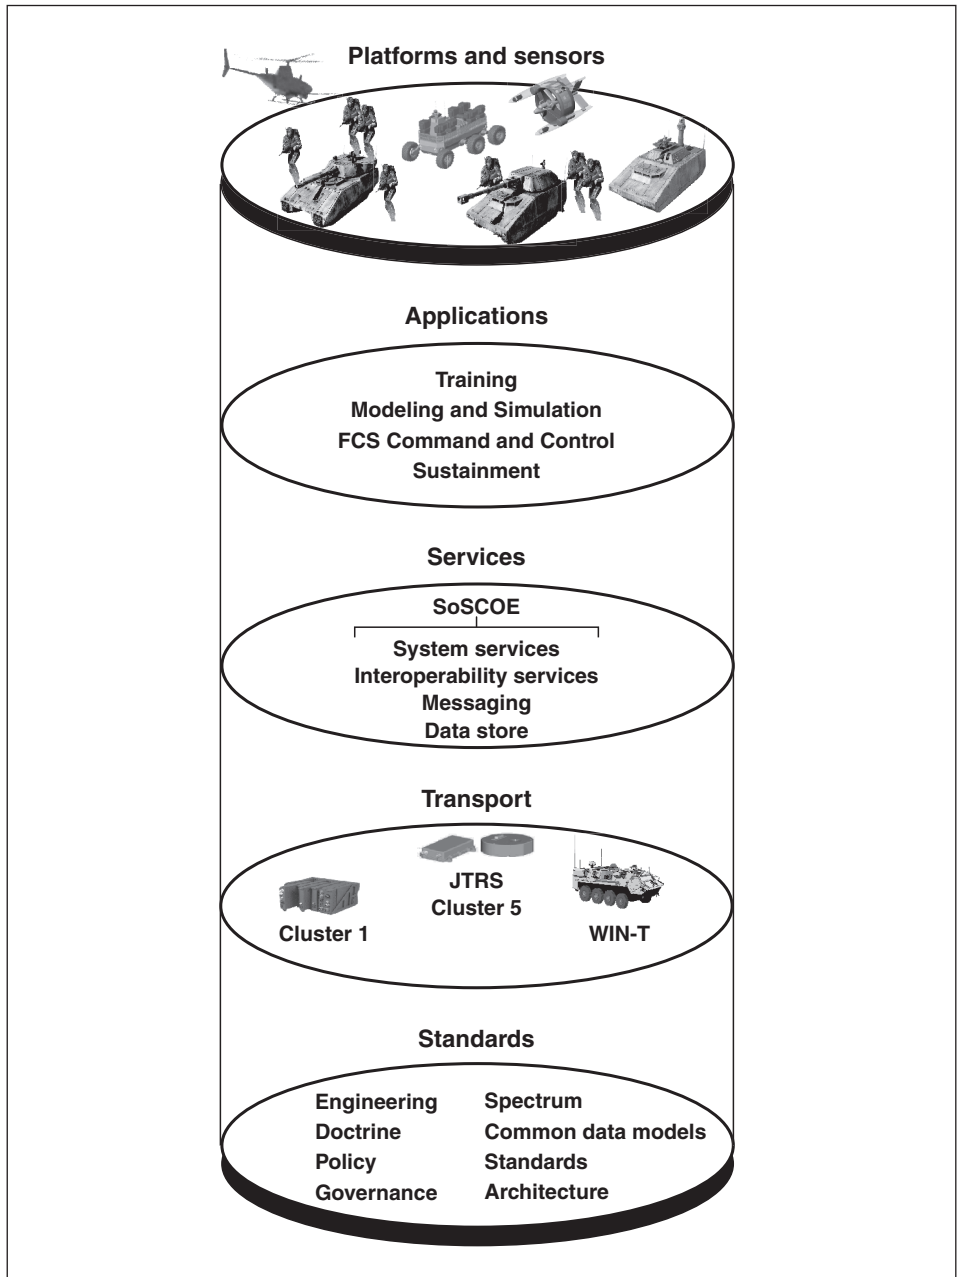 Platforms and sensors
Applications
Training
Modeling and Simulation
FCS Command and Control
Sustainment
Services
SoSCOE
System services
Interoperability services
Messaging
Data store
Transport
JTRS
Cluster 5
Cluster 1
WIN-T
Standards
Engineering
Doctrine
Policy
Governance
Spectrum
Common data models
Standards
Architecture